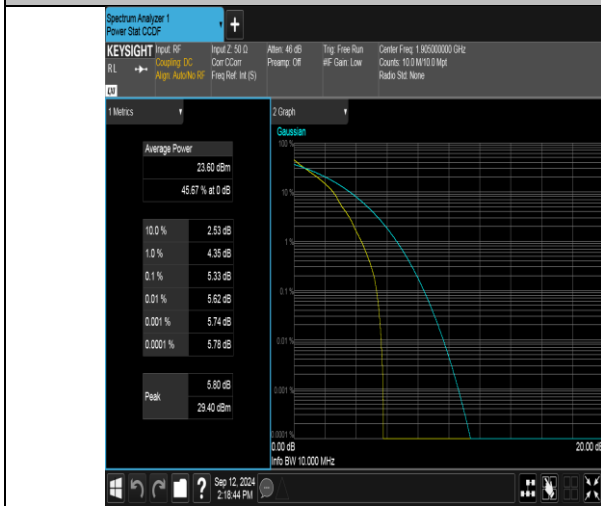 Spectrum Analyzer 1
Power Stat CCDF
+
KEYSIGHT
RL
Input: RF
Coupling: DC
Align: Auto/No RF
Input Z: 50 Ω
Corr CCorr
Freq Ref: Int (S)
Atten: 46 dB
Preamp: Off
Trig: Free Run
#IF Gain: Low
Center Freq: 1.905000000 GHz
Counts: 10.0 M/10.0 Mpt
Radio Std: None
1 Metrics
Average Power
23.60 dBm
45.67 % at 0 dB
10.0 % 2.53 dB
1.0 % 4.35 dB
0.1 % 5.33 dB
0.01 % 5.62 dB
0.001 % 5.74 dB
0.0001 % 5.78 dB
Peak
5.80 dB
29.40 dBm
2 Graph
Gaussian
100 %
10 %
1 %
0.1 %
0.01 %
0.001 %
0.0001 %
0.00 dB
20.00 dB
Info BW 10.000 MHz
?
Sep 12, 2024
2:18:44 PM